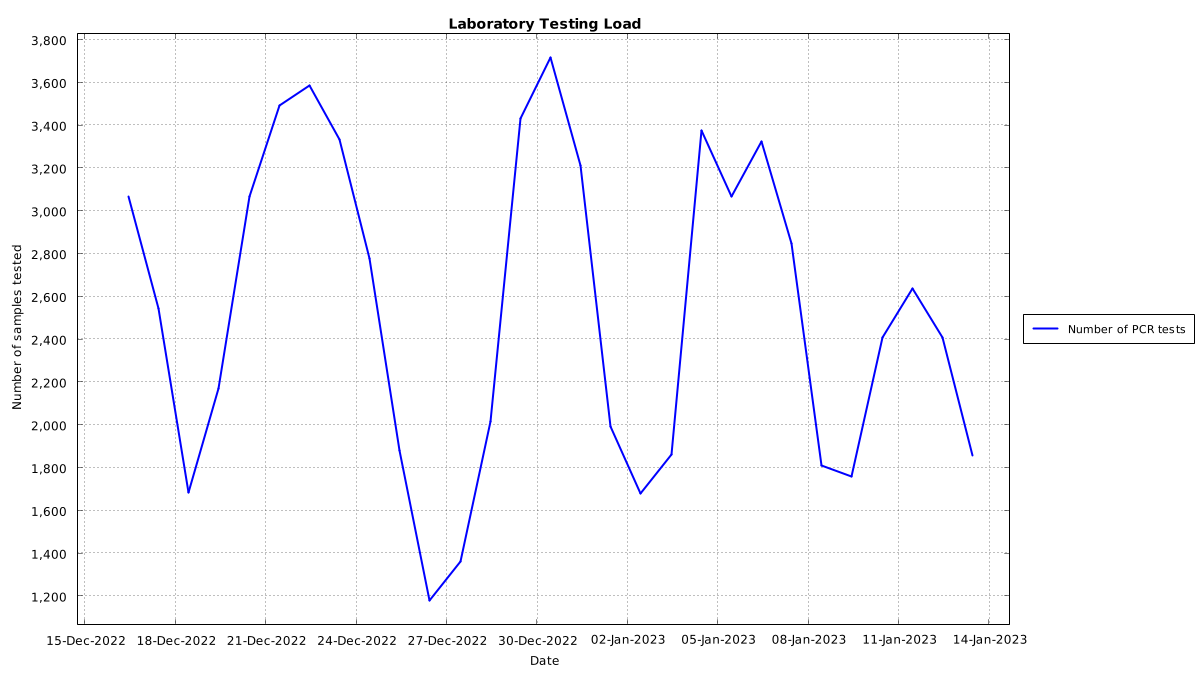 Laboratory Testing Load
3,800
3,600
3,400
3,200
3,000
2,800
2,600
2,400
2,200
2,000
1,800
1,600
1,400
1,200
Number of samples tested
15-Dec-2022 18-Dec-2022 21-Dec-2022 24-Dec-2022 27-Dec-2022 30-Dec-2022 02-Jan-2023 05-Jan-2023 08-Jan-2023 11-Jan-2023 14-Jan-2023
Date
Number of PCR tests